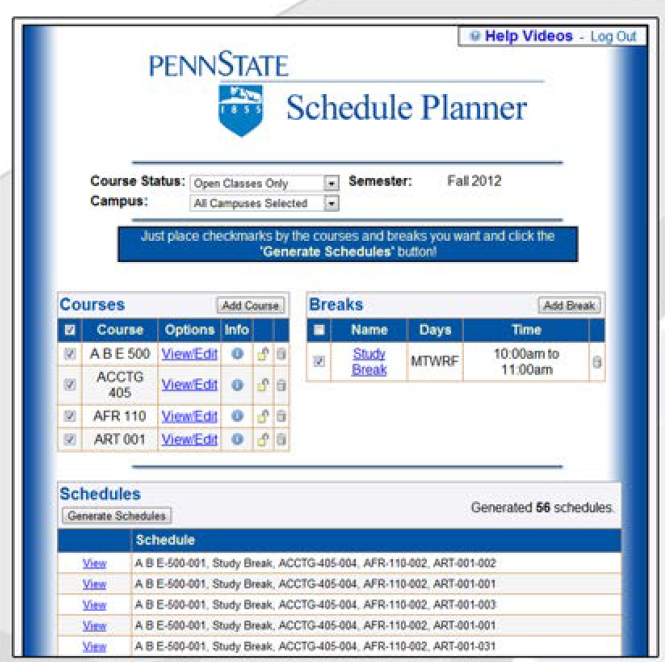 Help Videos - Log Out
PENNSTATE
1855
Schedule Planner
Course Status: Open Classes Only Semester: Fall 2012
Campus: All Campuses Selected
Just place checkmarks by the courses and breaks you want and click the
'Generate Schedules' button!
Courses Add Course
Course Options Info
A B E 500 View/Edit
ACCTG
405 View/Edit
AFR 110 View/Edit
ART 001 View/Edit
Breaks Add Break
Name Days Time
Study
Break MTWRF 10:00am to
11:00am
Schedules
Generate Schedules Generated 56 schedules.
Schedule
View A B E-500-001, Study Break, ACCTG-405-004, AFR-110-002, ART-001-002
View A B E-500-001, Study Break, ACCTG-405-004, AFR-110-002, ART-001-001
View A B E-500-001, Study Break, ACCTG-405-004, AFR-110-002, ART-001-003
View A B E-500-001, Study Break, ACCTG-405-004, AFR-110-002, ART-001-001
View A B E-500-001, Study Break, ACCTG-405-004, AFR-110-002, ART-001-031